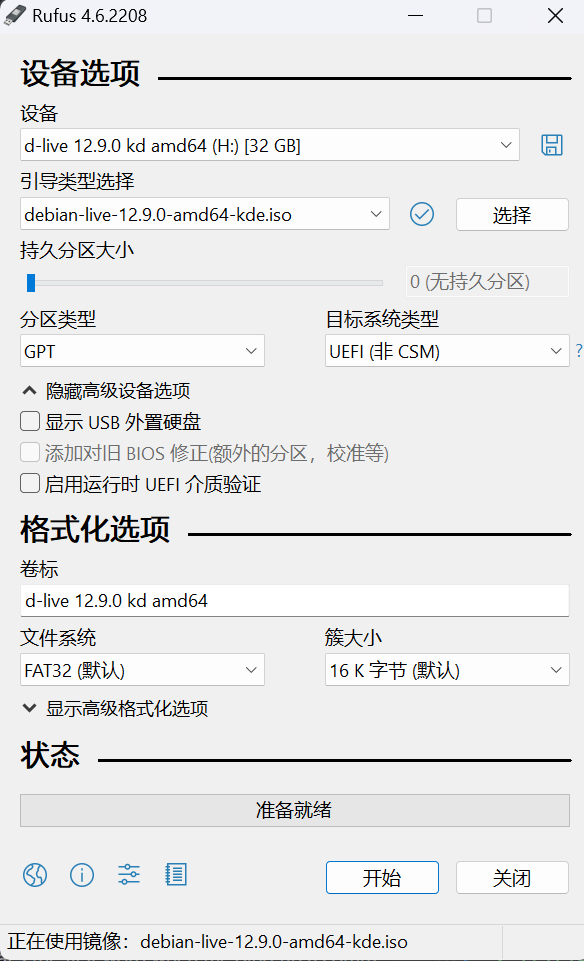 Rufus 4.6.2208
设备选项
设备
d-live 12.9.0 kd amd64 (H:) [32 GB]
引导类型选择
debian-live-12.9.0-amd64-kde.iso
选择
持久分区大小
0 (无持久分区)
分区类型
目标系统类型
GPT
UEFI (非 CSM)
?
隐藏高级设备选项
显示 USB 外置硬盘
添加对旧 BIOS 修正(额外的分区，校准等)
启用运行时 UEFI 介质验证
格式化选项
卷标
d-live 12.9.0 kd amd64
文件系统
簇大小
FAT32 (默认)
16 K 字节 (默认)
显示高级格式化选项
状态
准备就绪
开始
关闭
正在使用镜像：debian-live-12.9.0-amd64-kde.iso